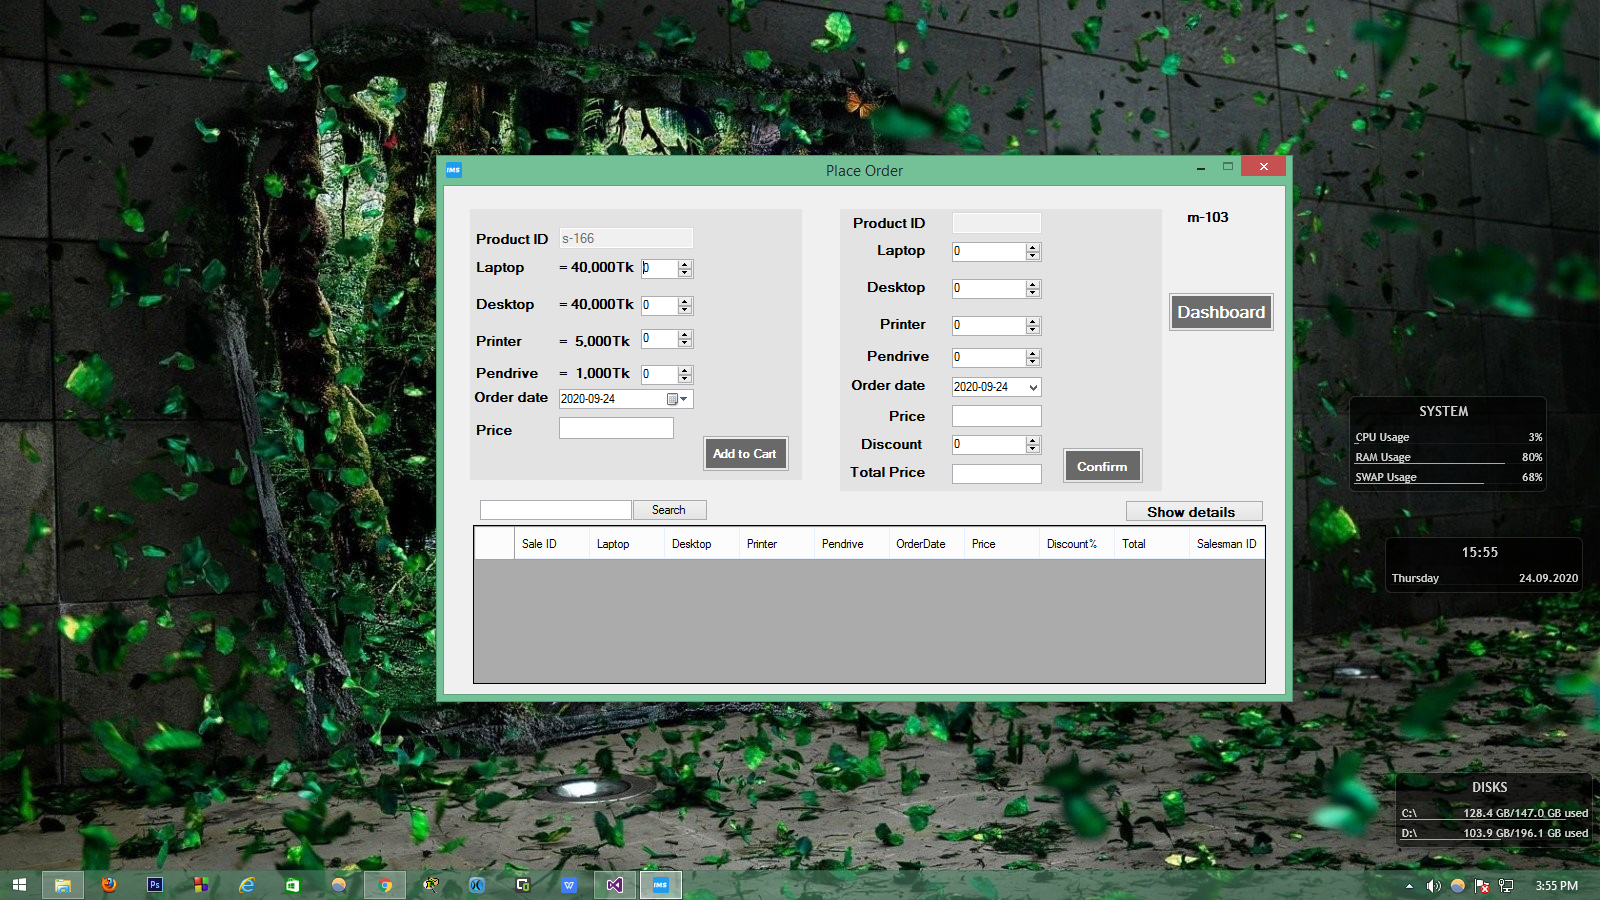 IMS
Place Order
Product ID s-166
Laptop = 40,000Tk 0
Desktop = 40,000Tk 0
Printer = 5,000Tk 0
Pendrive = 1,000Tk 0
Order date 2020-09-24
Price
Add to Cart
Product ID
Laptop 0
Desktop 0
Printer 0
Pendrive 0
Order date 2020-09-24
Price
Discount 0
Total Price
Confirm
m-103
Dashboard
Search
Show details
Sale ID Laptop Desktop Printer Pendrive OrderDate Price Discount% Total Salesman ID
SYSTEM
CPU Usage 3%
RAM Usage 80%
SWAP Usage 68%
15:55
Thursday 24.09.2020
DISKS
C:\ 128.4 GB/147.0 GB used
D:\ 103.9 GB/196.1 GB used
Ps
W
IMS
3:55 PM